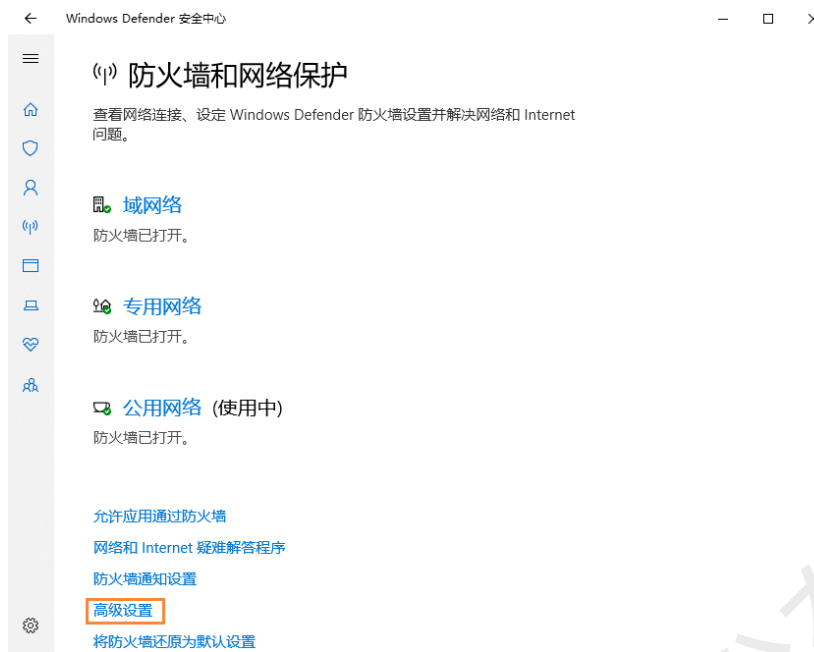 Windows Defender 安全中心
防火墙和网络保护
查看网络连接、设定 Windows Defender 防火墙设置并解决网络和 Internet
问题。
域网络
防火墙已打开。
专用网络
防火墙已打开。
公用网络 (使用中)
防火墙已打开。
允许应用通过防火墙
网络和 Internet 疑难解答程序
防火墙通知设置
高级设置
将防火墙还原为默认设置